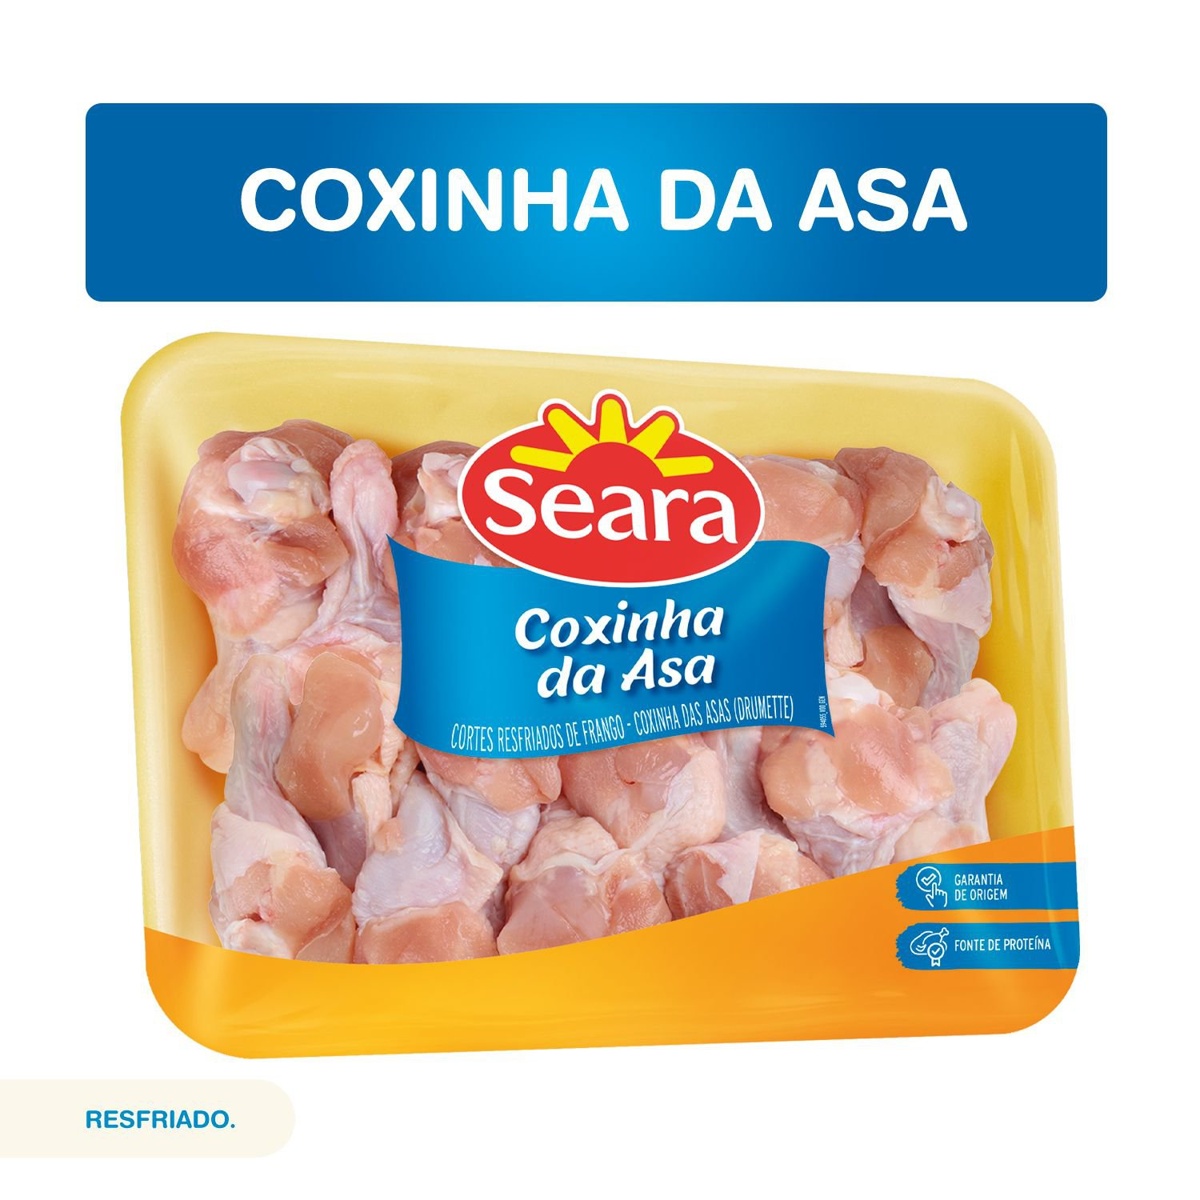 COXINHA DA ASA
Seara
Coxinha
da Asa
CORTES RESFRIADOS DE FRANGO - COXINHA DAS ASAS (DRUMETTE)
GARANTIA
DE ORIGEM
FONTE DE PROTEÍNA
RESFRIADO.